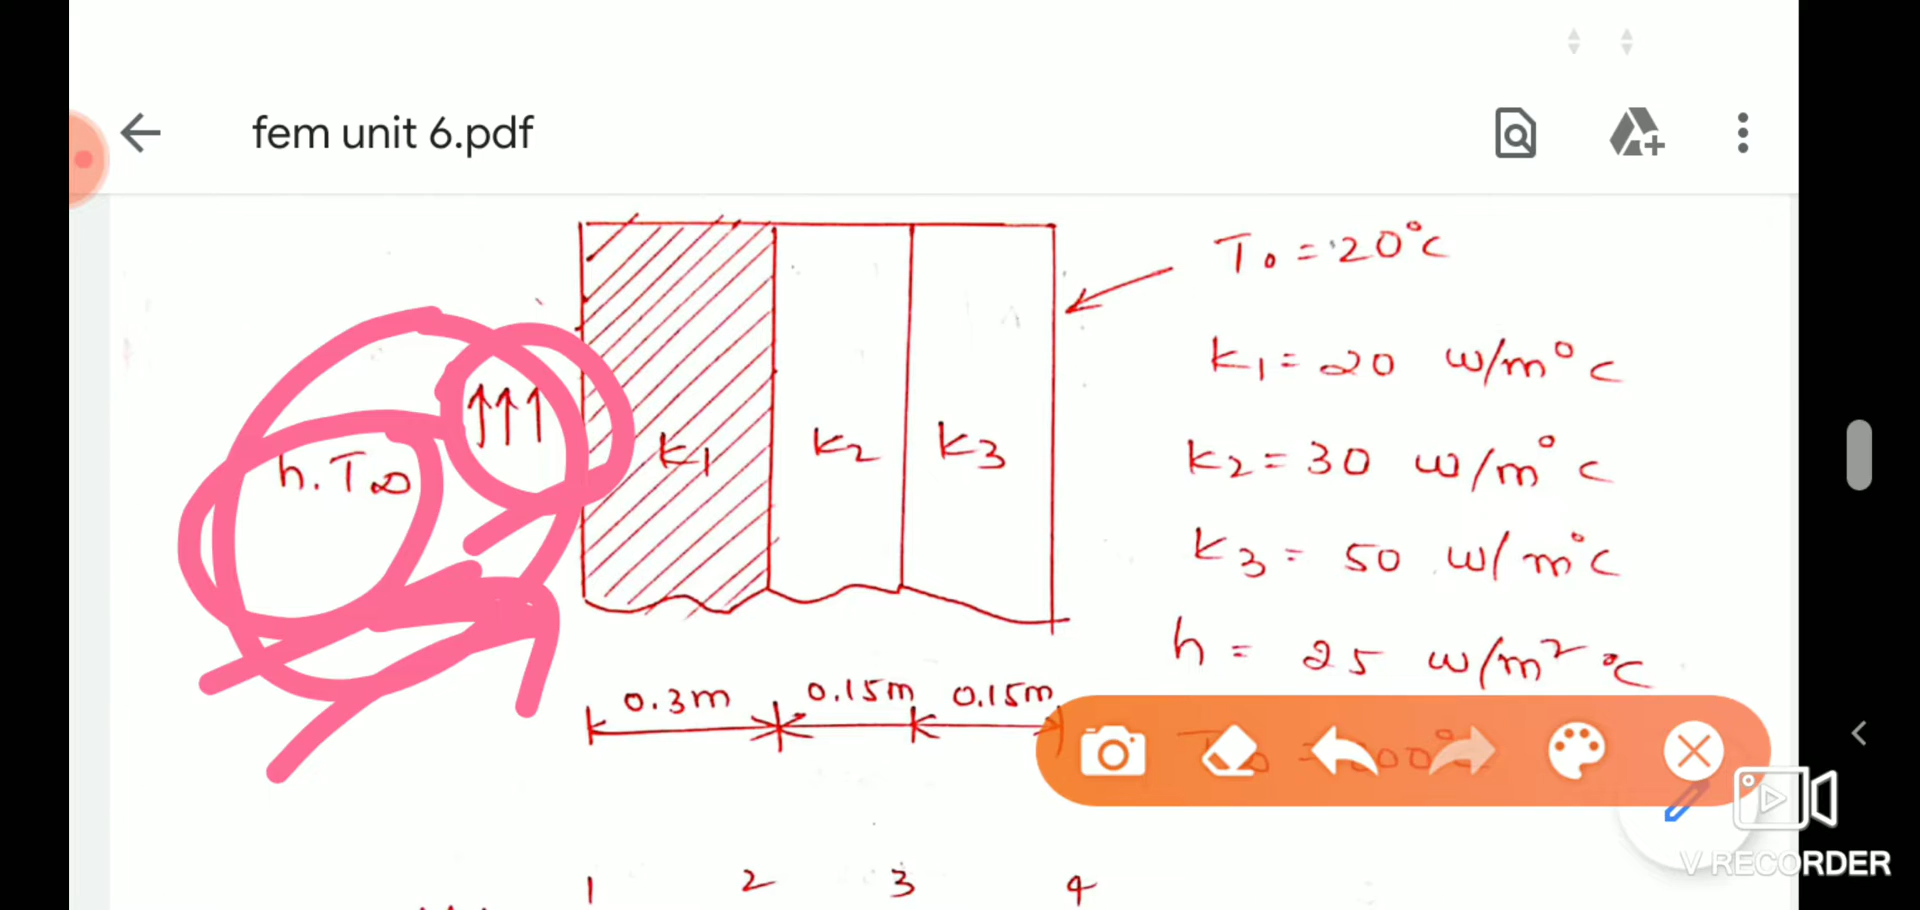 fem unit 6.pdf
T₀ = 20°C
K1 = 20 W/m°C
K2 = 30 W/m°C
K3 = 50 W/m°C
h = 25 W/m² °C
h. T∞
K1 K2 K3
0.3m 0.15m 0.15m
1 2 3 4
V RECORDER